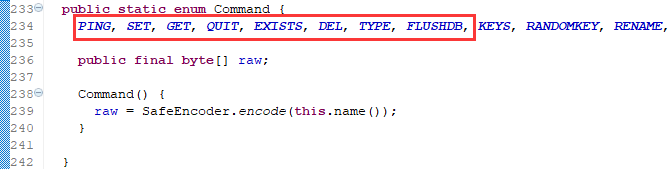 233 public static enum Command {
234 PING, SET, GET, QUIT, EXISTS, DEL, TYPE, FLUSHDB, KEYS, RANDOMKEY, RENAME,
235
236 public final byte[] raw;
237
238 Command() {
239 raw = SafeEncoder.encode(this.name());
240 }
241
242 }